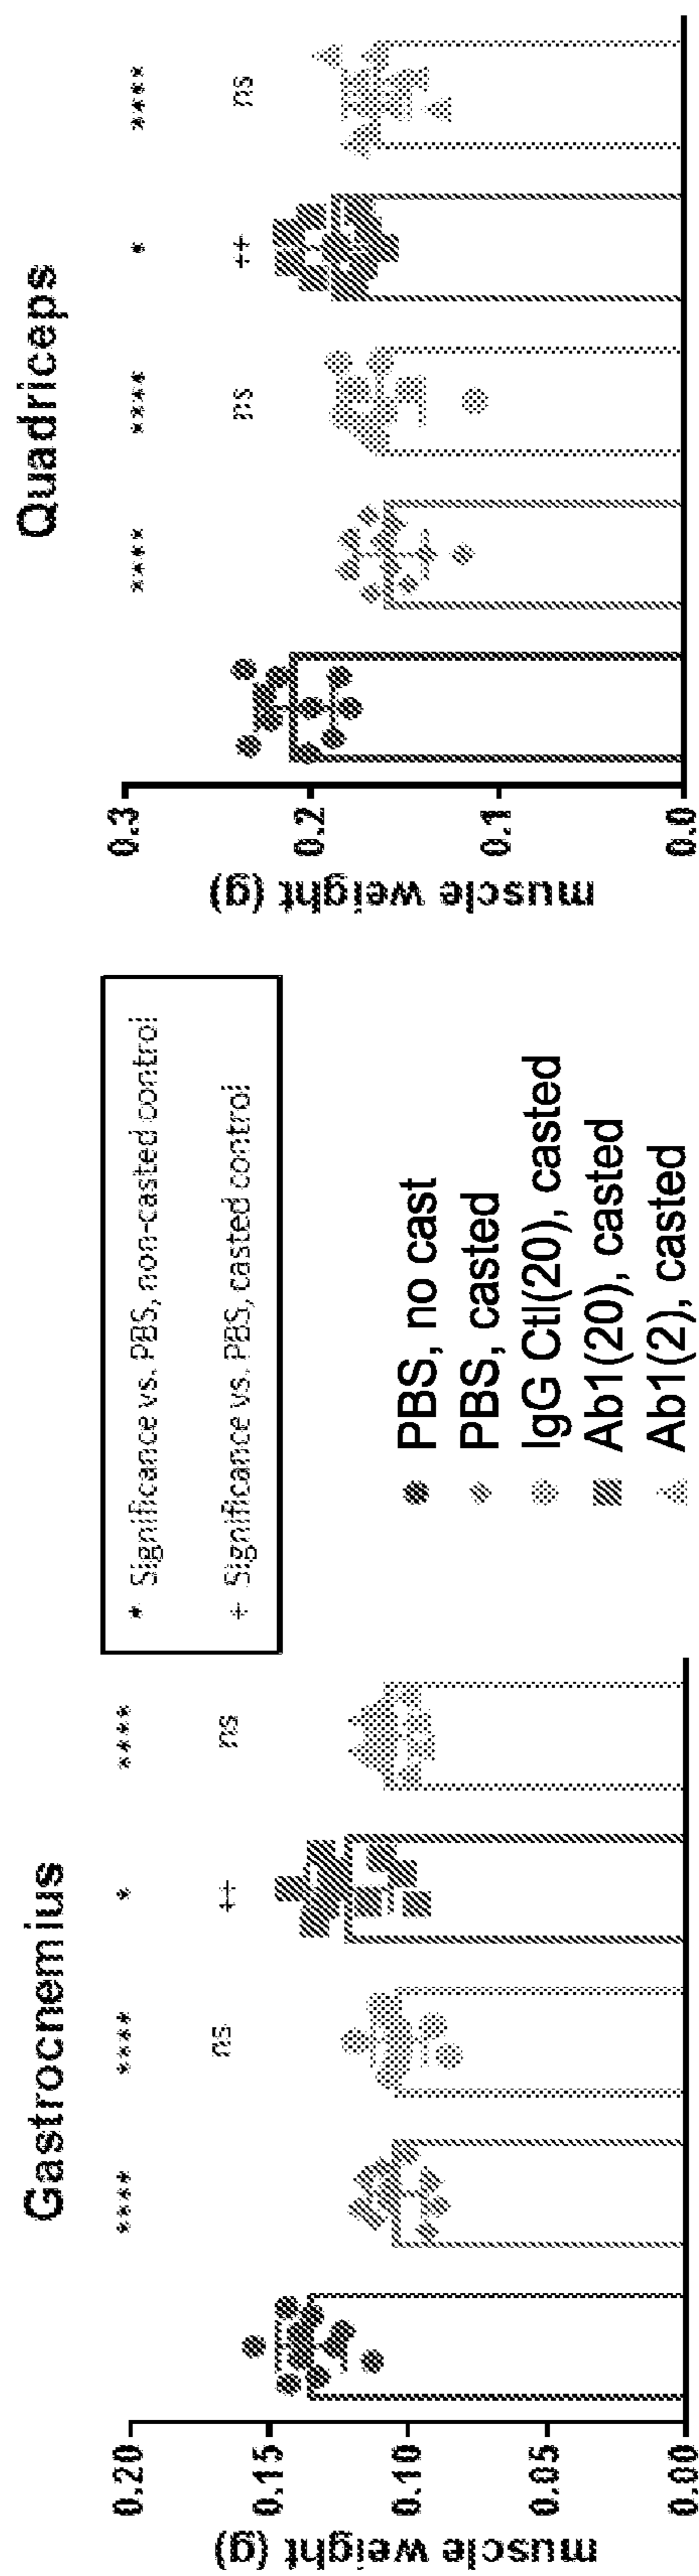 Gastrocnemius
muscle weight (g)
0.20
0.15
0.10
0.05
0.00
****
****
*
****
ns
++
ns
* Significance vs. PBS, non-casted control
+ Significance vs. PBS, casted control
PBS, no cast
PBS, casted
IgG Ctl(20), casted
Ab1(20), casted
Ab1(2), casted
Quadriceps
muscle weight (g)
0.3
0.2
0.1
0.0
****
****
*
****
ns
++
ns